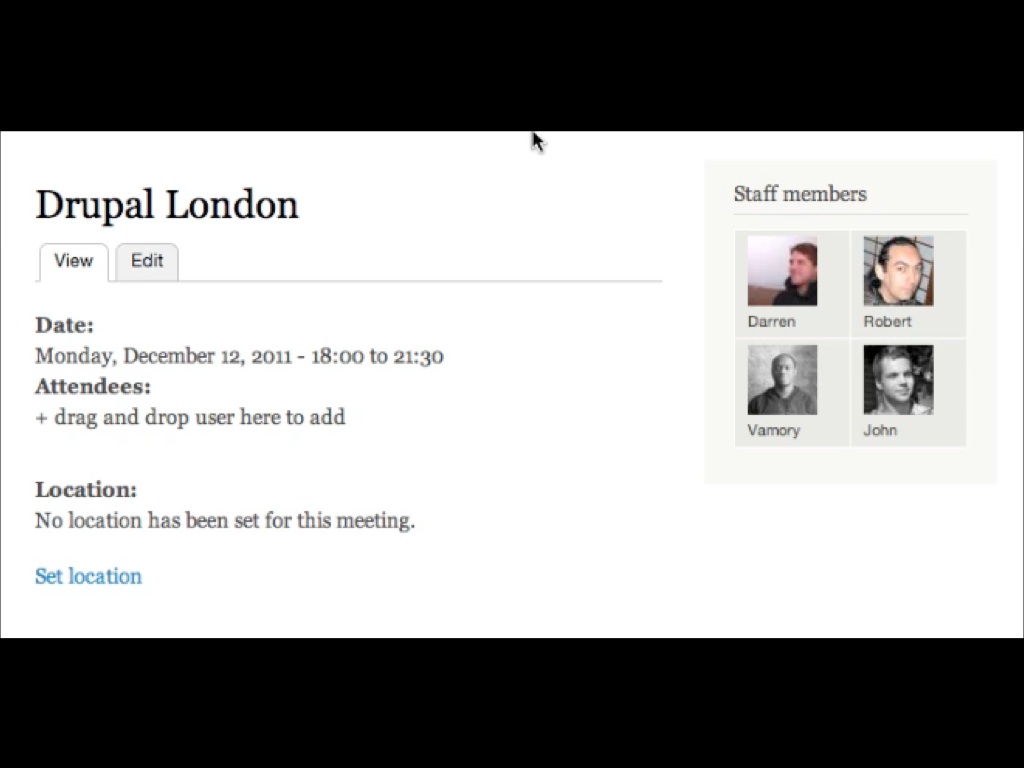 Drupal London
View Edit
Date:
Monday, December 12, 2011 - 18:00 to 21:30
Attendees:
+ drag and drop user here to add
Location:
No location has been set for this meeting.
Set location
Staff members
Darren Robert
Vamory John